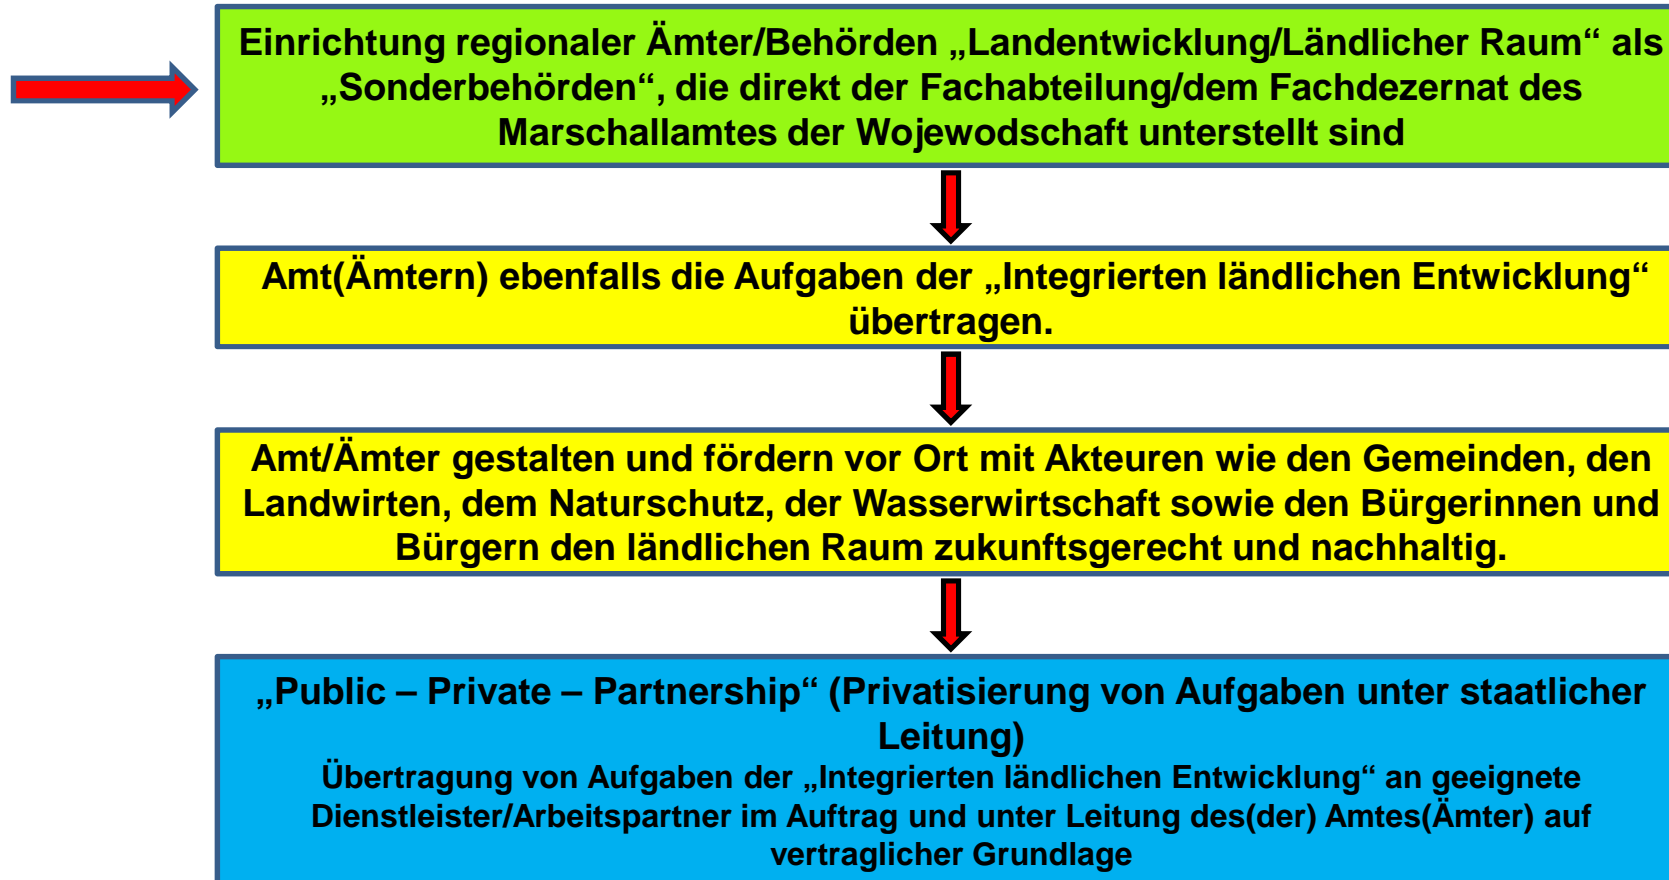 Einrichtung regionaler Ämter/Behörden „Landentwicklung/Ländlicher Raum“ als
„Sonderbehörden“, die direkt der Fachabteilung/dem Fachdezernat des
Marschallamtes der Wojewodschaft unterstellt sind
Amt(Ämtern) ebenfalls die Aufgaben der „Integrierten ländlichen Entwicklung“
übertragen.
Amt/Ämter gestalten und fördern vor Ort mit Akteuren wie den Gemeinden, den
Landwirten, dem Naturschutz, der Wasserwirtschaft sowie den Bürgerinnen und
Bürgern den ländlichen Raum zukunftsgerecht und nachhaltig.
„Public – Private – Partnership“ (Privatisierung von Aufgaben unter staatlicher
Leitung)
Übertragung von Aufgaben der „Integrierten ländlichen Entwicklung“ an geeignete
Dienstleister/Arbeitspartner im Auftrag und unter Leitung des(der) Amtes(Ämter) auf
vertraglicher Grundlage